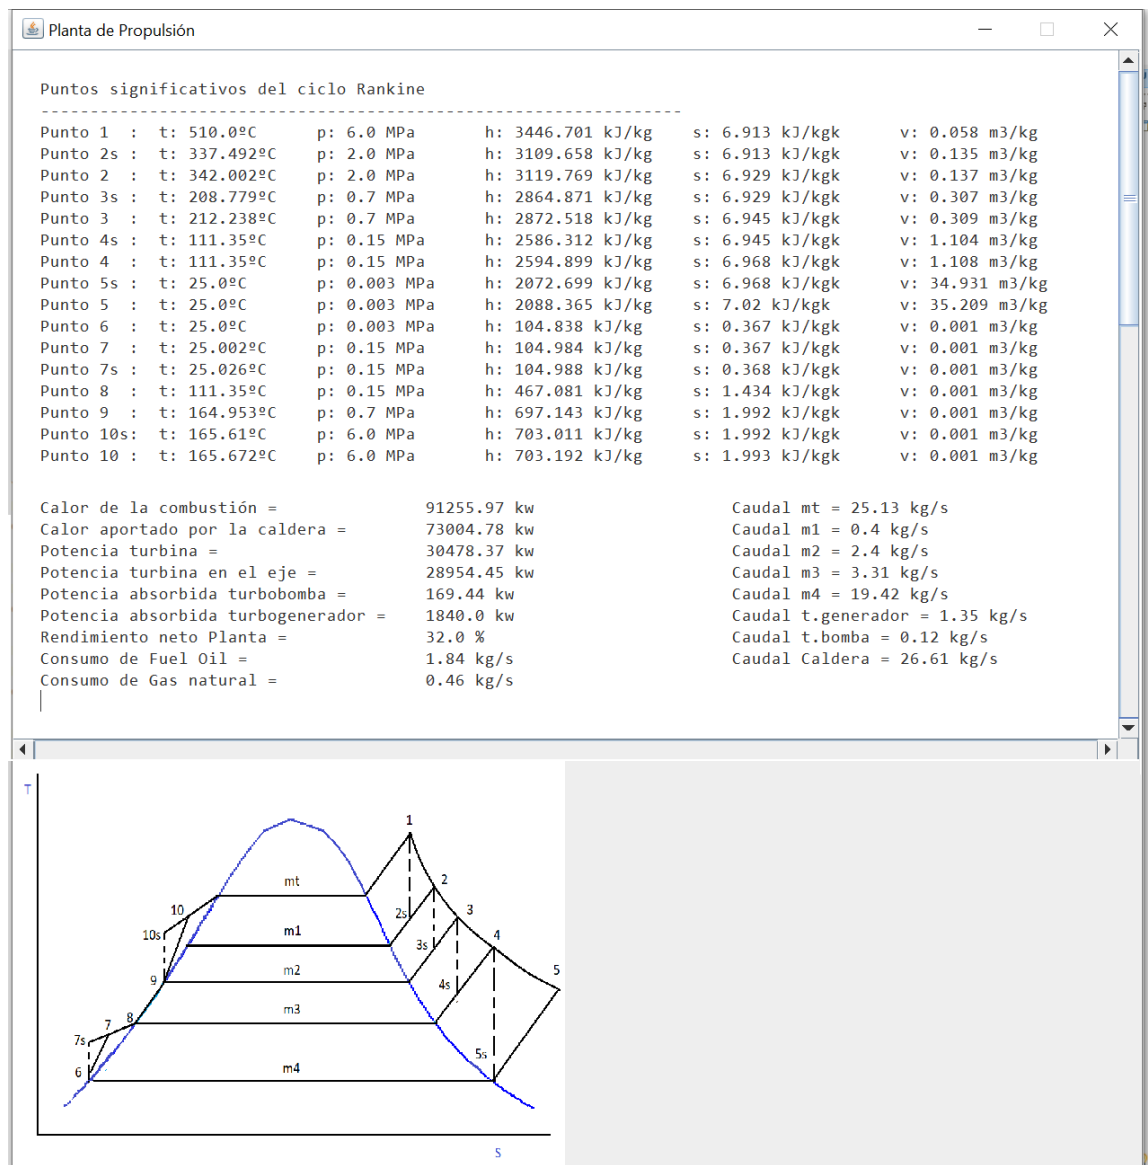 Planta de Propulsión
Puntos significativos del ciclo Rankine
-----------------------------------------------------------------
Punto 1 : t: 510.0ºC p: 6.0 MPa h: 3446.701 kJ/kg s: 6.913 kJ/kgk v: 0.058 m3/kg
Punto 2s : t: 337.492ºC p: 2.0 MPa h: 3109.658 kJ/kg s: 6.913 kJ/kgk v: 0.135 m3/kg
Punto 2 : t: 342.002ºC p: 2.0 MPa h: 3119.769 kJ/kg s: 6.929 kJ/kgk v: 0.137 m3/kg
Punto 3s : t: 208.779ºC p: 0.7 MPa h: 2864.871 kJ/kg s: 6.929 kJ/kgk v: 0.307 m3/kg
Punto 3 : t: 212.238ºC p: 0.7 MPa h: 2872.518 kJ/kg s: 6.945 kJ/kgk v: 0.309 m3/kg
Punto 4s : t: 111.35ºC p: 0.15 MPa h: 2586.312 kJ/kg s: 6.945 kJ/kgk v: 1.104 m3/kg
Punto 4 : t: 111.35ºC p: 0.15 MPa h: 2594.899 kJ/kg s: 6.968 kJ/kgk v: 1.108 m3/kg
Punto 5s : t: 25.0ºC p: 0.003 MPa h: 2072.699 kJ/kg s: 6.968 kJ/kgk v: 34.931 m3/kg
Punto 5 : t: 25.0ºC p: 0.003 MPa h: 2088.365 kJ/kg s: 7.02 kJ/kgk v: 35.209 m3/kg
Punto 6 : t: 25.0ºC p: 0.003 MPa h: 104.838 kJ/kg s: 0.367 kJ/kgk v: 0.001 m3/kg
Punto 7 : t: 25.002ºC p: 0.15 MPa h: 104.984 kJ/kg s: 0.367 kJ/kgk v: 0.001 m3/kg
Punto 7s : t: 25.026ºC p: 0.15 MPa h: 104.988 kJ/kg s: 0.368 kJ/kgk v: 0.001 m3/kg
Punto 8 : t: 111.35ºC p: 0.15 MPa h: 467.081 kJ/kg s: 1.434 kJ/kgk v: 0.001 m3/kg
Punto 9 : t: 164.953ºC p: 0.7 MPa h: 697.143 kJ/kg s: 1.992 kJ/kgk v: 0.001 m3/kg
Punto 10s: t: 165.61ºC p: 6.0 MPa h: 703.011 kJ/kg s: 1.992 kJ/kgk v: 0.001 m3/kg
Punto 10 : t: 165.672ºC p: 6.0 MPa h: 703.192 kJ/kg s: 1.993 kJ/kgk v: 0.001 m3/kg
Calor de la combustión = 91255.97 kw Caudal mt = 25.13 kg/s
Calor aportado por la caldera = 73004.78 kw Caudal m1 = 0.4 kg/s
Potencia turbina = 30478.37 kw Caudal m2 = 2.4 kg/s
Potencia turbina en el eje = 28954.45 kw Caudal m3 = 3.31 kg/s
Potencia absorbida turbobomba = 169.44 kw Caudal m4 = 19.42 kg/s
Potencia absorbida turbogenerador = 1840.0 kw Caudal t.generador = 1.35 kg/s
Rendimiento neto Planta = 32.0 % Caudal t.bomba = 0.12 kg/s
Consumo de Fuel Oil = 1.84 kg/s Caudal Caldera = 26.61 kg/s
Consumo de Gas natural = 0.46 kg/s
T
1
mt
2
10
2s
3
10s
m1
3s
4
m2
5
9
4s
m3
8
7
7s
5s
6
m4
S